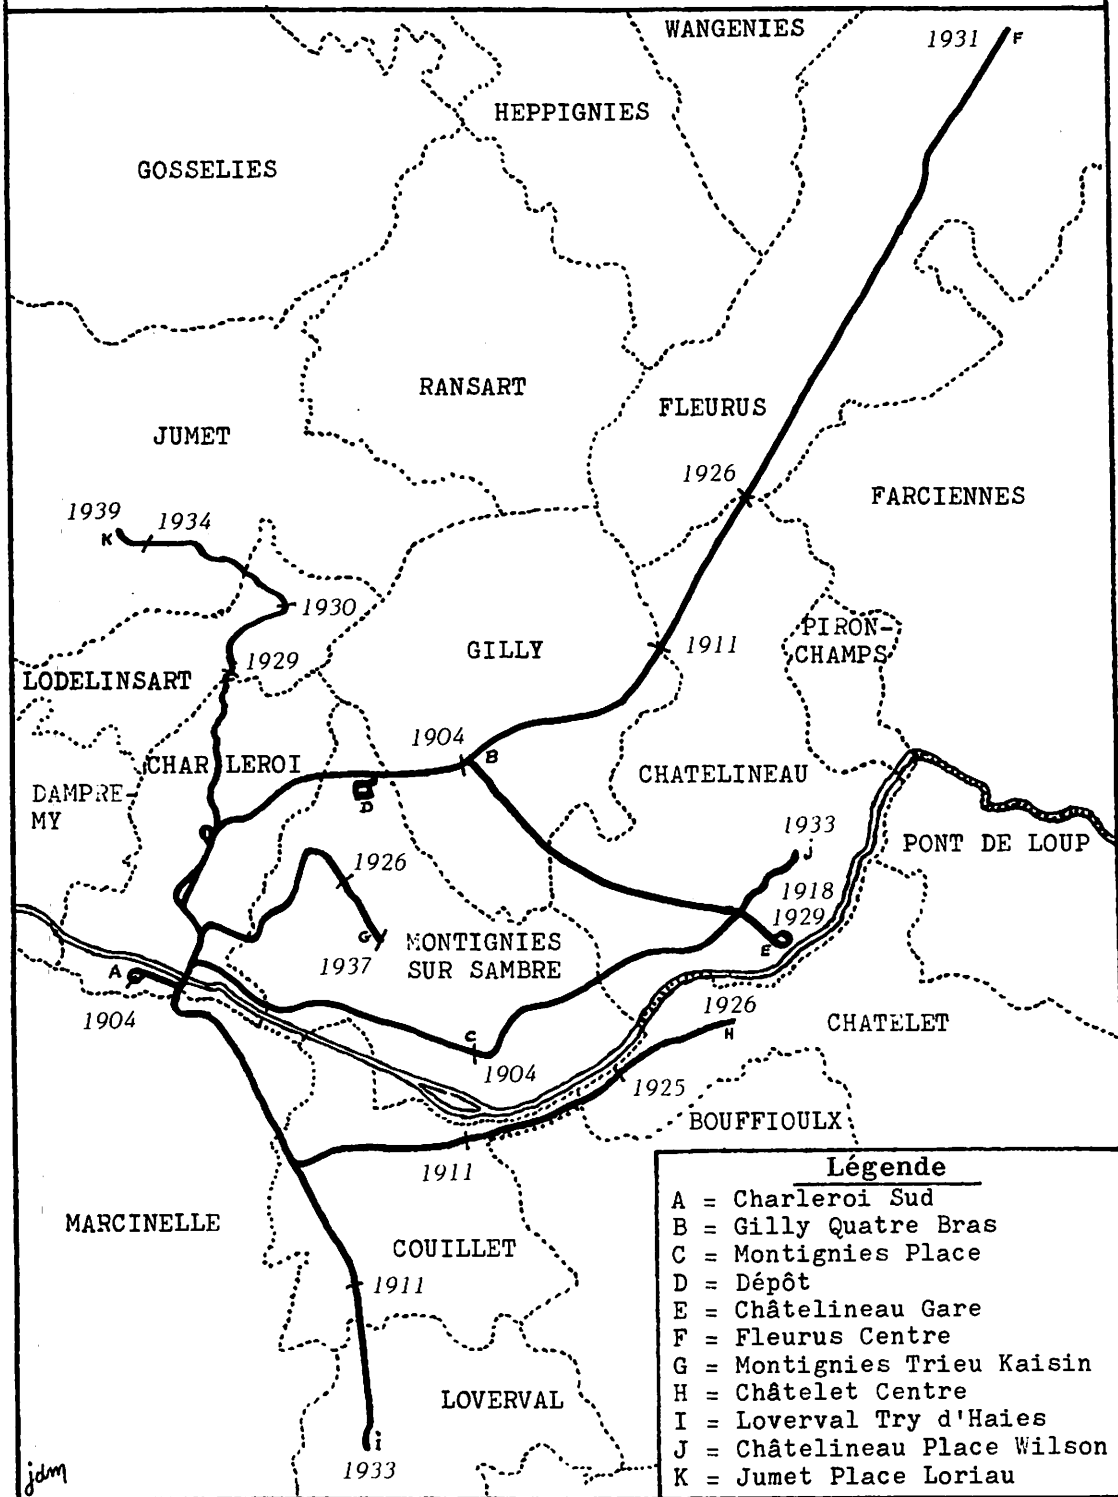 WANGENIES
1931 F
HEPPIGNIES
GOSSELIES
RANSART
FLEURUS
JUMET
1926
FARCIENNES
1939
K
1934
1930
PIRON-
CHAMPS
1911
GILLY
1929
LODELINSART
1904
B
CHARLEROI
CHATELINEAU
DAMPRE-
MY
D
1933
J
PONT DE LOUP
1926
1918
1929
G
E
MONTIGNIES
SUR SAMBRE
1937
A
1904
1926
H
CHATELET
C
1904
1925
BOUFFIOULX
1911
MARCINELLE
COUILLET
1911
LOVERVAL
i
1933
jdm
Légende
A = Charleroi Sud
B = Gilly Quatre Bras
C = Montignies Place
D = Dépôt
E = Châtelineau Gare
F = Fleurus Centre
G = Montignies Trieu Kaisin
H = Châtelet Centre
I = Loverval Try d'Haies
J = Châtelineau Place Wilson
K = Jumet Place Loriau